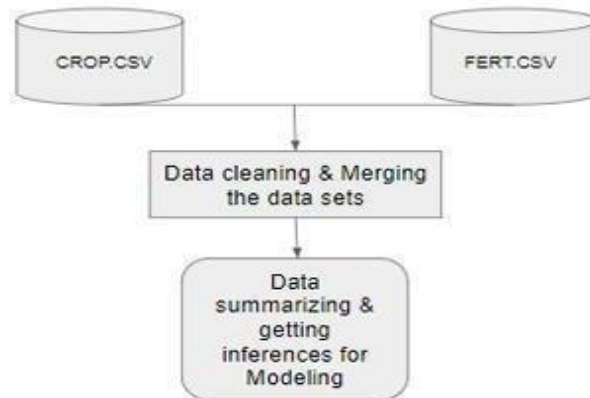 CROP.CSV
FERT.CSV
Data cleaning & Merging
the data sets
Data
summarizing &
getting
inferences for
Modeling